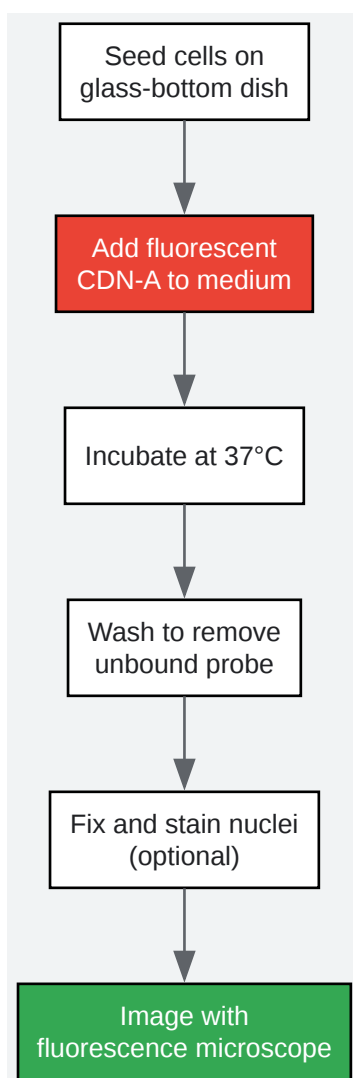 Seed cells on
glass-bottom dish
Add fluorescent
CDN-A to medium
Incubate at 37°C
Wash to remove
unbound probe
Fix and stain nuclei
(optional)
Image with
fluorescence microscope